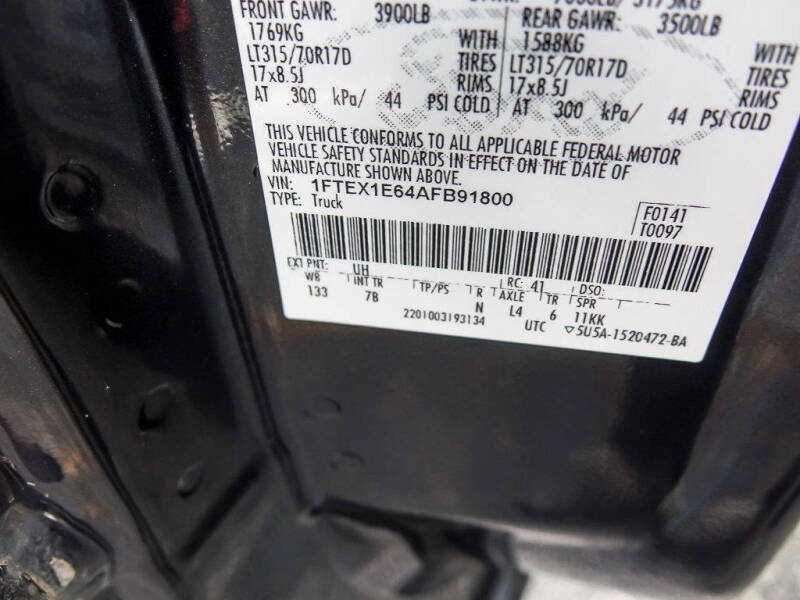 FRONT GAWR: 3900LB REAR GAWR: 3500LB
1769KG WITH 1588KG WITH
LT315/70R17D TIRES LT315/70R17D TIRES
17x8.5J RIMS 17x8.5J RIMS
AT 300 kPa/ 44 PSI COLD AT 300 kPa/ 44 PSI COLD
THIS VEHICLE CONFORMS TO ALL APPLICABLE FEDERAL MOTOR
VEHICLE SAFETY STANDARDS IN EFFECT ON THE DATE OF
MANUFACTURE SHOWN ABOVE.
VIN: 1FTEX1E64AFB91800
TYPE: Truck
F0141
T0097
EXT PNT: UH RC: 41 DSO:
WB INT TR TP/PS R AXLE TR SPR
133 7B N L4 6 11KK
2201003193134 UTC ▽5U5A-1520472-BA